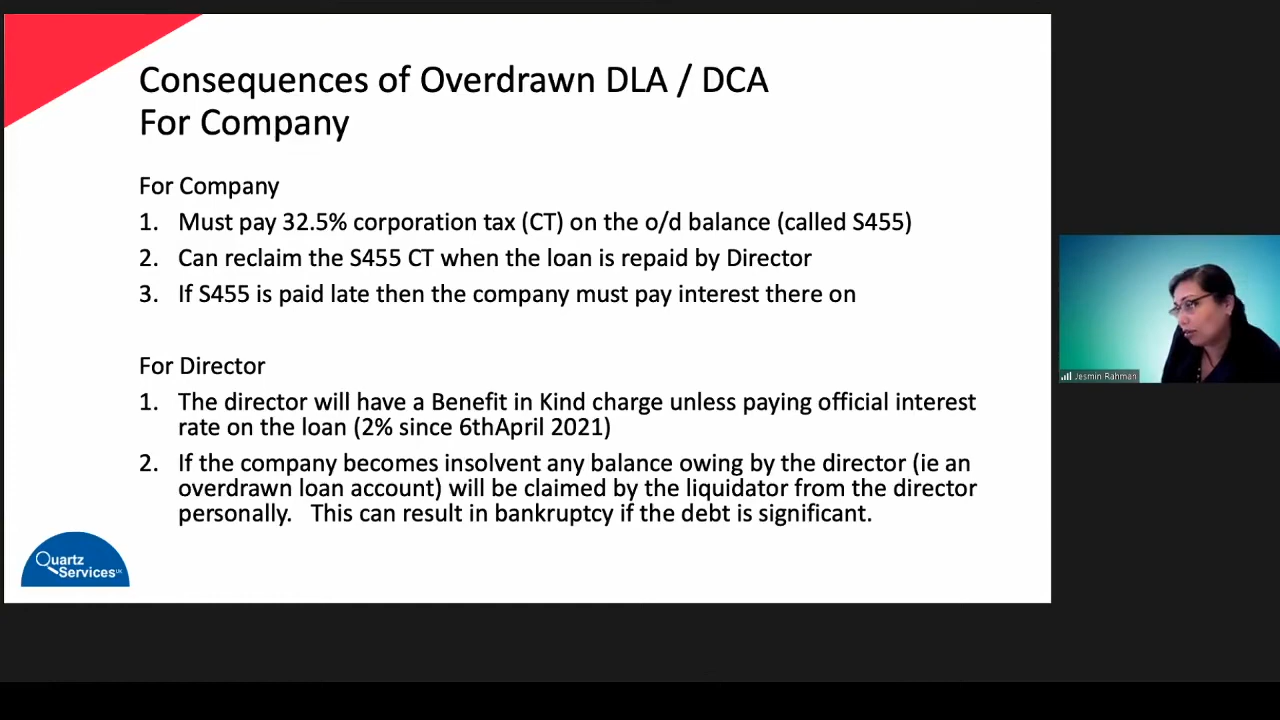 Consequences of Overdrawn DLA / DCA
For Company
For Company
1. Must pay 32.5% corporation tax (CT) on the o/d balance (called S455)
2. Can reclaim the S455 CT when the loan is repaid by Director
3. If S455 is paid late then the company must pay interest there on
For Director
1. The director will have a Benefit in Kind charge unless paying official interest
rate on the loan (2% since 6thApril 2021)
2. If the company becomes insolvent any balance owing by the director (ie an
overdrawn loan account) will be claimed by the liquidator from the director
personally. This can result in bankruptcy if the debt is significant.
Quartz
Services UK
Jesmin Rahman